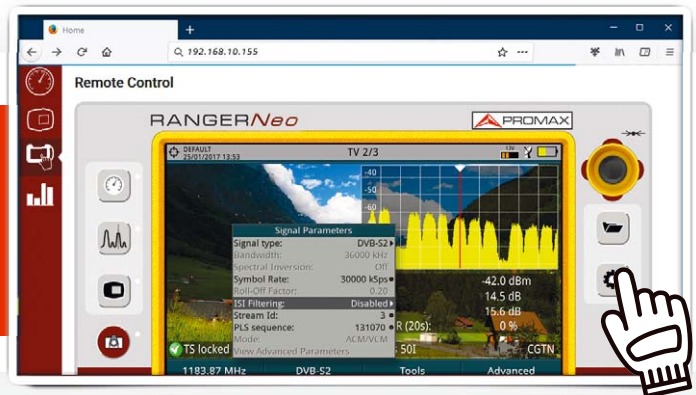 Home
192.168.10.155
Remote Control
RANGERNeo
PROMAX
DEFAULT
25/01/2017 13:53
TV 2/3
13V
-40
-50
-60
Signal Parameters
Signal type: DVB-S2
Bandwidth: 36000 kHz
Spectral Inversion: Off
Symbol Rate: 30000 kSps
Roll-Off Factor: 0.20
ISI Filtering: Disabled
Stream Id: 3
PLS sequence: 131070
Mode: ACM/VCM
View Advanced Parameters
-42.0 dBm
14.5 dB
15.6 dB
R (20s): 0 %
TS locked
50I
CGTN
1183.87 MHz DVB-S2 Tools Advanced